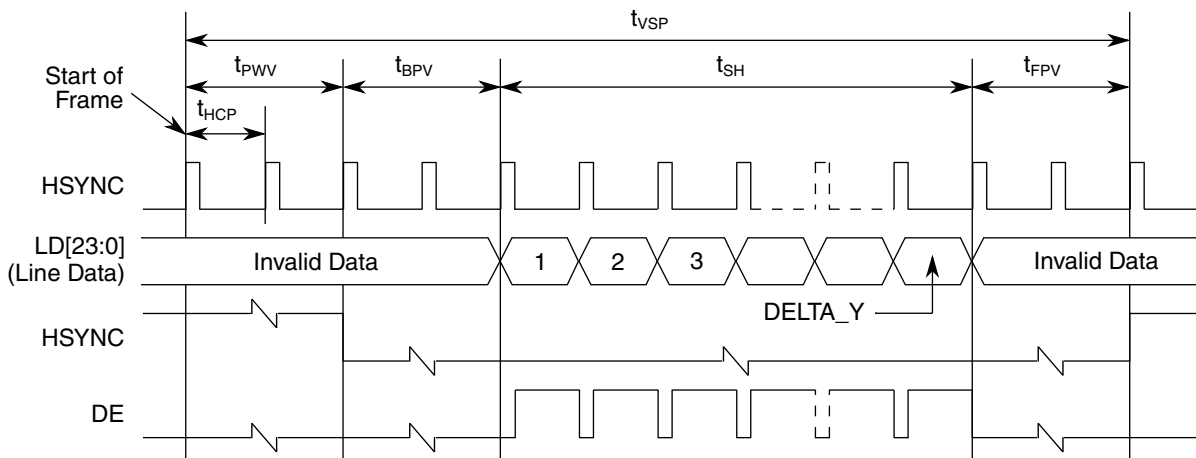 tVSP
tPWV tBPV tSH tFPV
Start of
Frame
tHCP
HSYNC
LD[23:0]
(Line Data)
Invalid Data 1 2 3 Invalid Data
DELTA_Y
HSYNC
DE